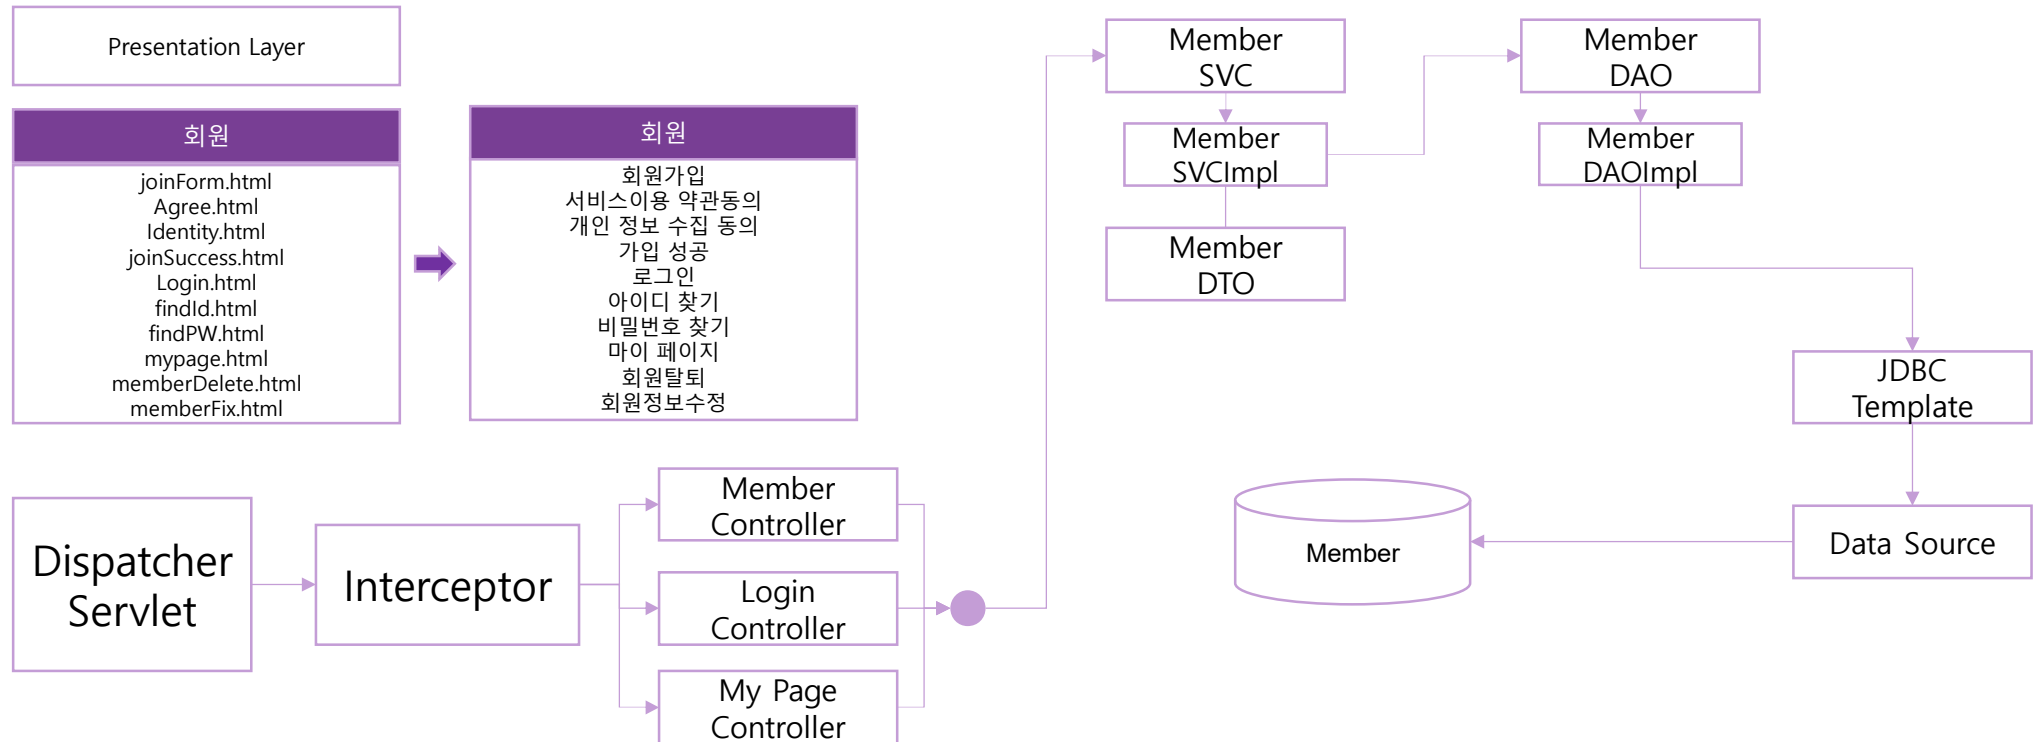 Presentation Layer
회원
joinForm.html
Agree.html
Identity.html
joinSuccess.html
Login.html
findId.html
findPW.html
mypage.html
memberDelete.html
memberFix.html
회원
회원가입
서비스이용 약관동의
개인 정보 수집 동의
가입 성공
로그인
아이디 찾기
비밀번호 찾기
마이 페이지
회원탈퇴
회원정보수정
Member
SVC
Member
SVCImpl
Member
DTO
Member
DAO
Member
DAOImpl
JDBC
Template
Data Source
Member
Dispatcher
Servlet
Interceptor
Member
Controller
Login
Controller
My Page
Controller